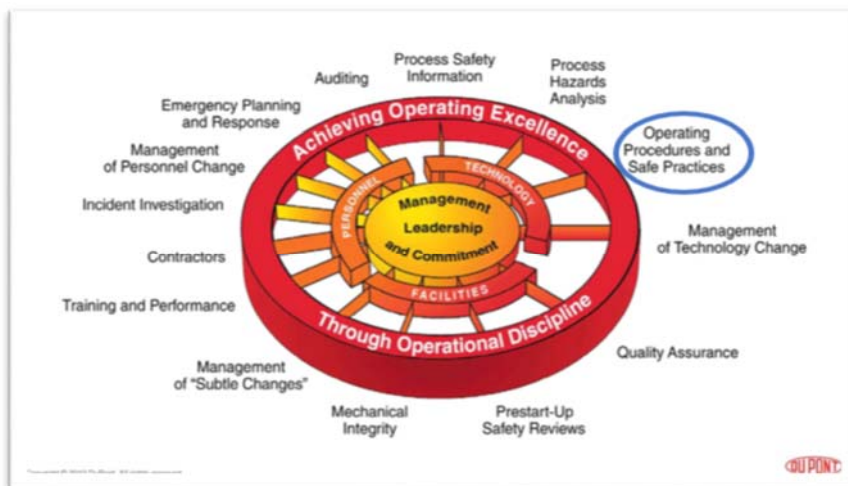 Process Safety
Information
Process
Hazards
Analysis
Operating
Procedures and
Safe Practices
Management
of Technology Change
Quality Assurance
Prestart-Up
Safety Reviews
Mechanical
Integrity
Management
of "Subtle Changes"
Training and Performance
Contractors
Incident Investigation
Management
of Personnel Change
Emergency Planning
and Response
Auditing
Achieving Operating Excellence
Through Operational Discipline
PERSONNEL
TECHNOLOGY
FACILITIES
Management
Leadership
and Commitment
DUPONT